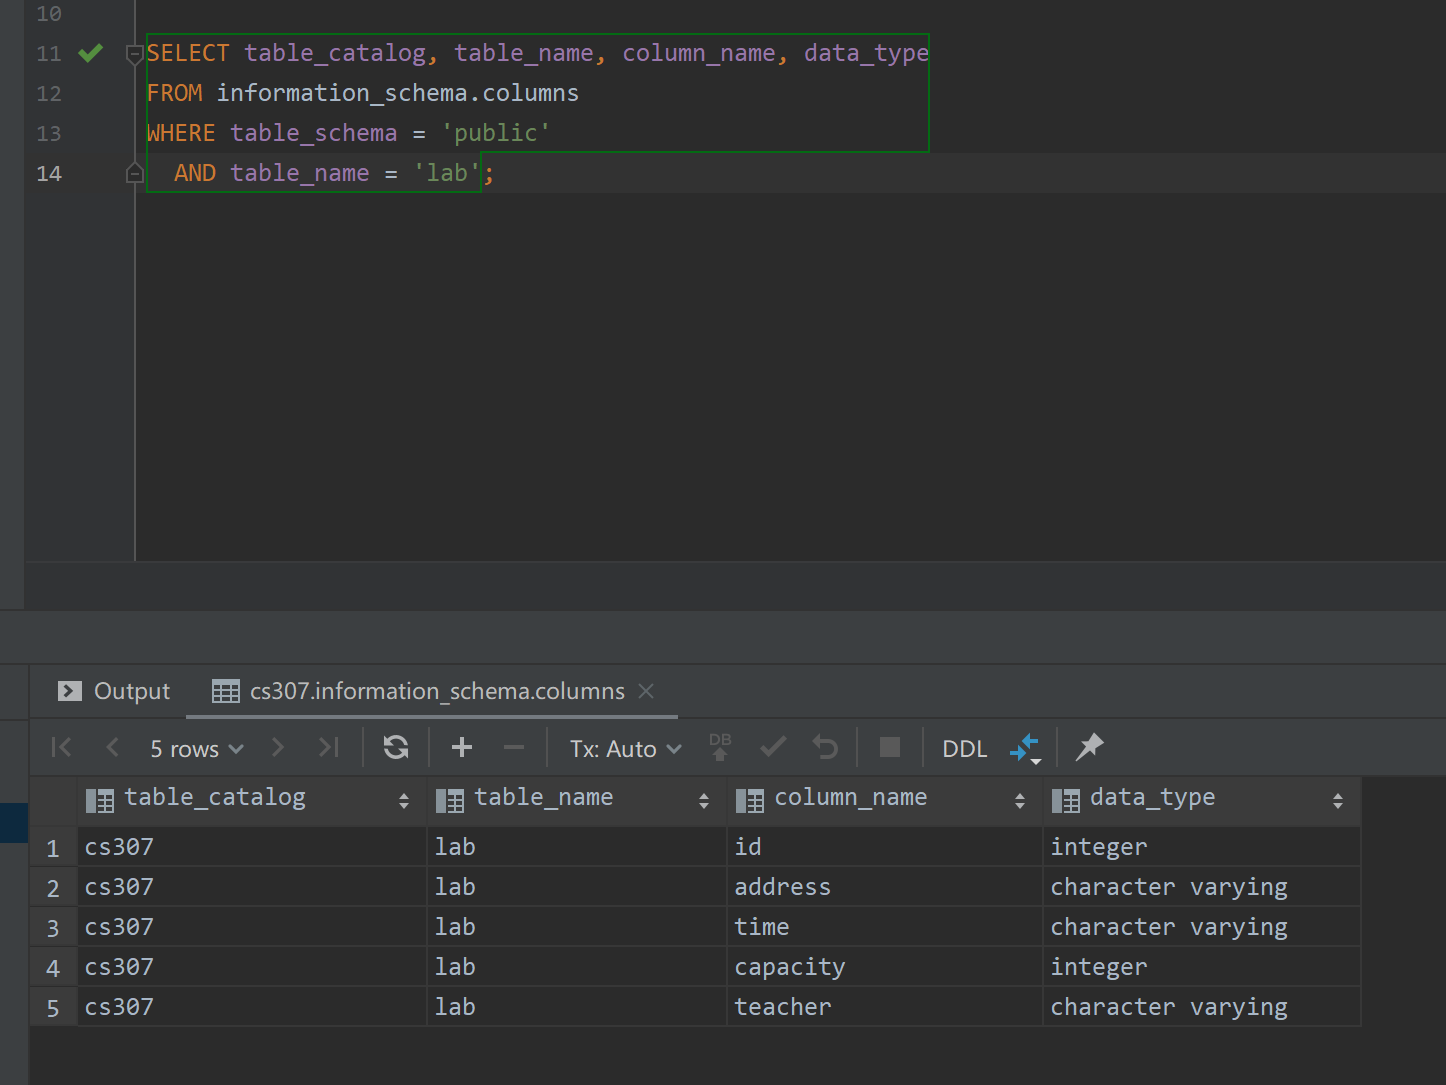 10
11 SELECT table_catalog, table_name, column_name, data_type
12 FROM information_schema.columns
13 WHERE table_schema = 'public'
14 AND table_name = 'lab';
Output cs307.information_schema.columns
5 rows Tx: Auto DB DDL
table_catalog table_name column_name data_type
1 cs307 lab id integer
2 cs307 lab address character varying
3 cs307 lab time character varying
4 cs307 lab capacity integer
5 cs307 lab teacher character varying